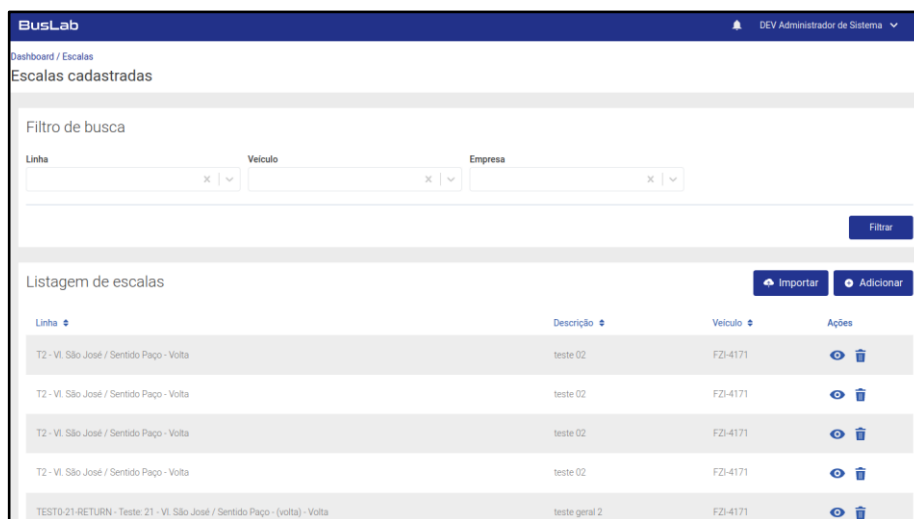 BusLab
DEV Administrador de Sistema
Dashboard / Escalas
Escalas cadastradas
Filtro de busca
Linha Veículo Empresa
Filtrar
Listagem de escalas Importar Adicionar
Linha Descrição Veículo Ações
T2 - Vl. São José / Sentido Paço - Volta teste 02 FZI-4171
T2 - Vl. São José / Sentido Paço - Volta teste 02 FZI-4171
T2 - Vl. São José / Sentido Paço - Volta teste 02 FZI-4171
T2 - Vl. São José / Sentido Paço - Volta teste 02 FZI-4171
TEST0-21-RETURN - Teste: 21 - Vl. São José / Sentido Paço - (volta) - Volta teste geral 2 FZI-4171